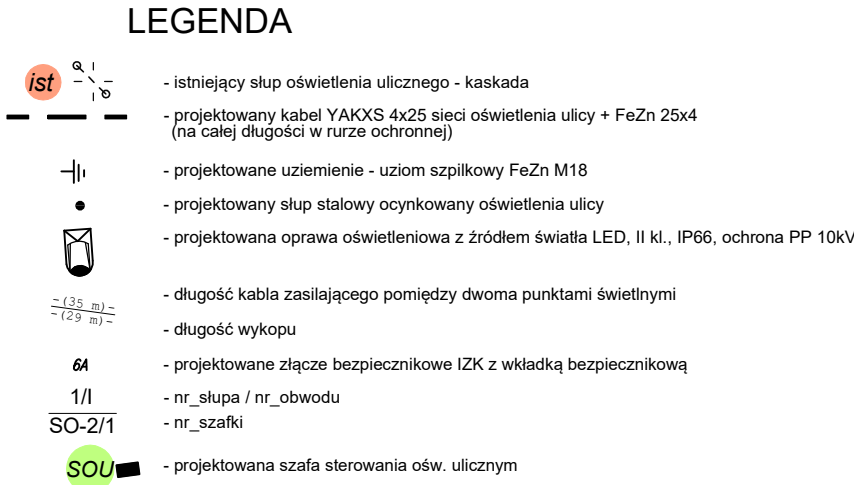 LEGENDA
ist - istniejący słup oświetlenia ulicznego - kaskada
- projektowany kabel YAKXS 4x25 sieci oświetlenia ulicy + FeZn 25x4
(na całej długości w rurze ochronnej)
- projektowane uziemienie - uziom szpilkowy FeZn M18
- projektowany słup stalowy ocynkowany oświetlenia ulicy
- projektowana oprawa oświetleniowa z źródłem światła LED, II kl., IP66, ochrona PP 10kV
-(35 m)- - długość kabla zasilającego pomiędzy dwoma punktami świetlnymi
-(29 m)- - długość wykopu
6A - projektowane złącze bezpiecznikowe IZK z wkładką bezpiecznikową
1/I - nr_słupa / nr_obwodu
SO-2/1 - nr_szafki
SOU - projektowana szafa sterowania ośw. ulicznym